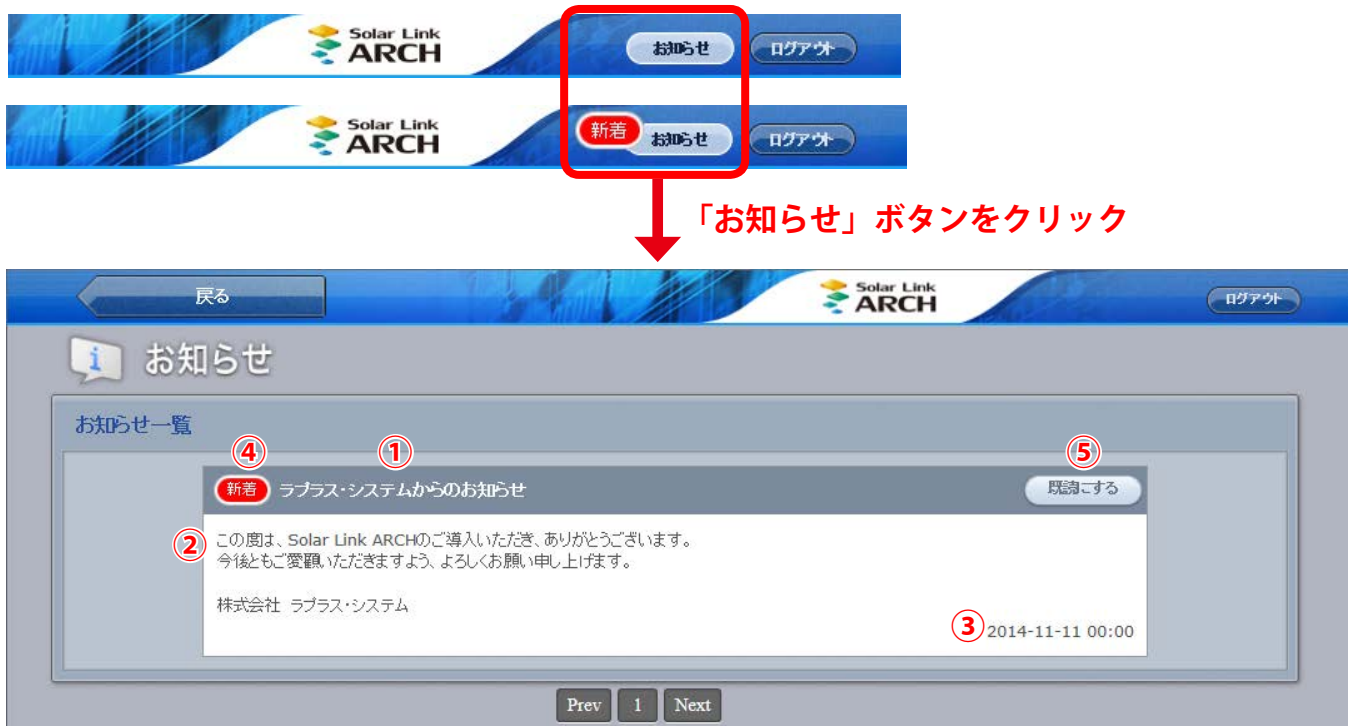 Solar Link
ARCH
お知らせ
ログアウト
Solar Link
ARCH
新着
お知らせ
ログアウト
「お知らせ」ボタンをクリック
戻る
Solar Link
ARCH
ログアウト
i お知らせ
お知らせ一覧
④ ① ⑤
新着 ラプラス・システムからのお知らせ 既読にする
② この度は、Solar Link ARCHのご導入いただき、ありがとうございます。
今後ともご愛顧いただきますよう、よろしくお願い申し上げます。
株式会社 ラプラス・システム
③ 2014-11-11 00:00
Prev 1 Next